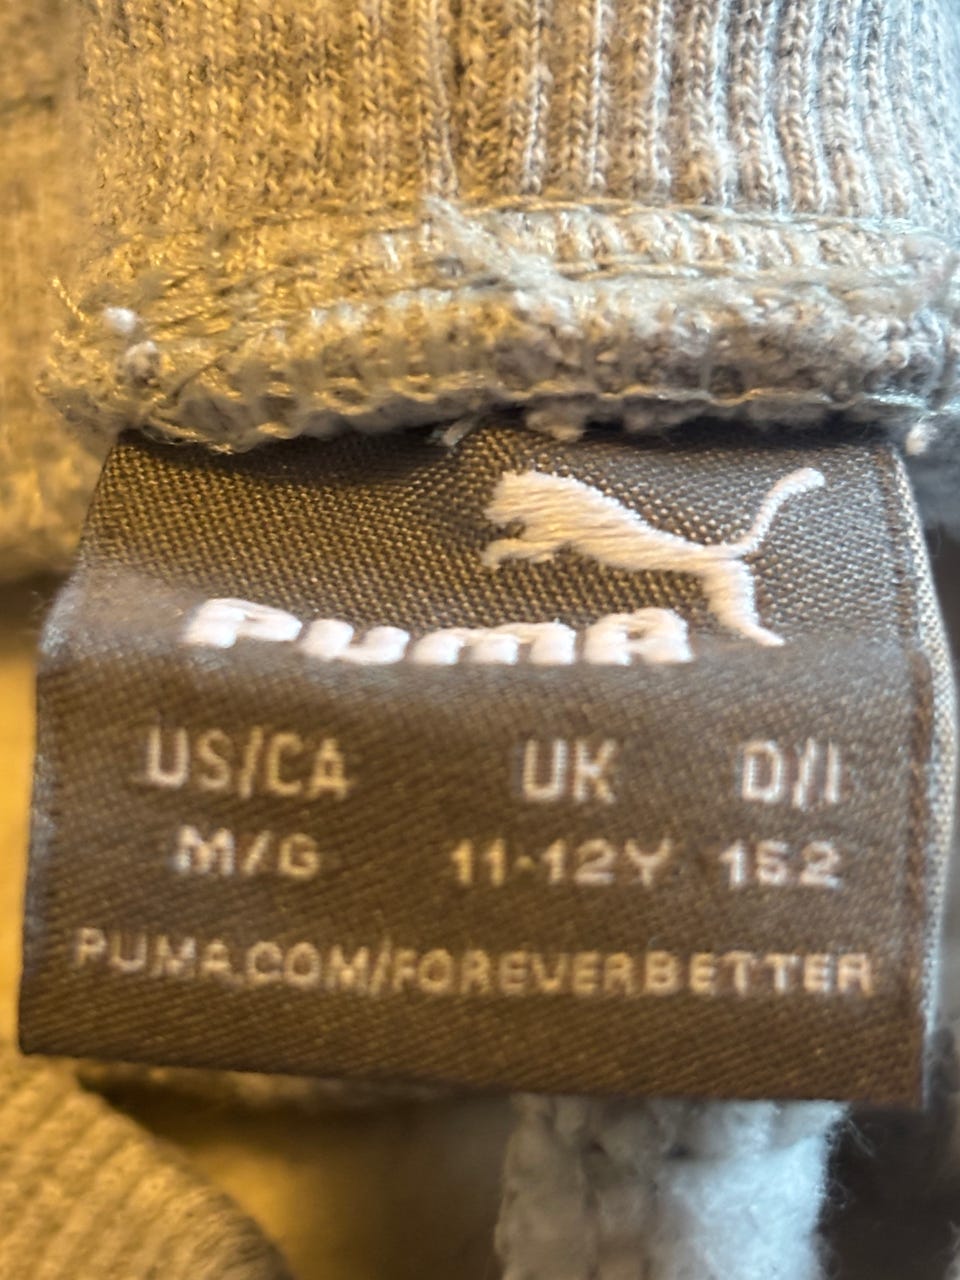 PUMA
US/CA UK D/I
M/G 11-12Y 152
PUMA.COM/FOREVERBETTER